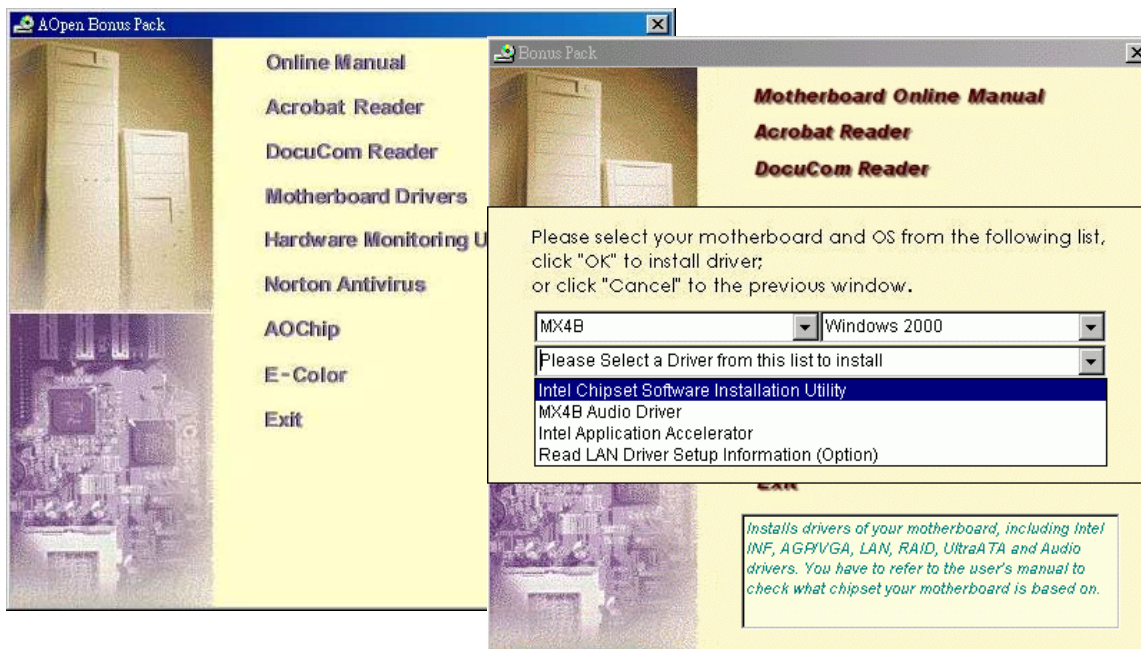 AOpen Bonus Pack
Online Manual
Acrobat Reader
DocuCom Reader
Motherboard Drivers
Hardware Monitoring U
Norton Antivirus
AOChip
E-Color
Exit
Bonus Pack
Motherboard Online Manual
Acrobat Reader
DocuCom Reader
Please select your motherboard and OS from the following list,
click "OK" to install driver;
or click "Cancel" to the previous window.
MX4B Windows 2000
Please Select a Driver from this list to install
Intel Chipset Software Installation Utility
MX4B Audio Driver
Intel Application Accelerator
Read LAN Driver Setup Information (Option)
Exit
Installs drivers of your motherboard, including Intel
INF, AGP/VGA, LAN, RAID, UltraATA and Audio
drivers. You have to refer to the user's manual to
check what chipset your motherboard is based on.